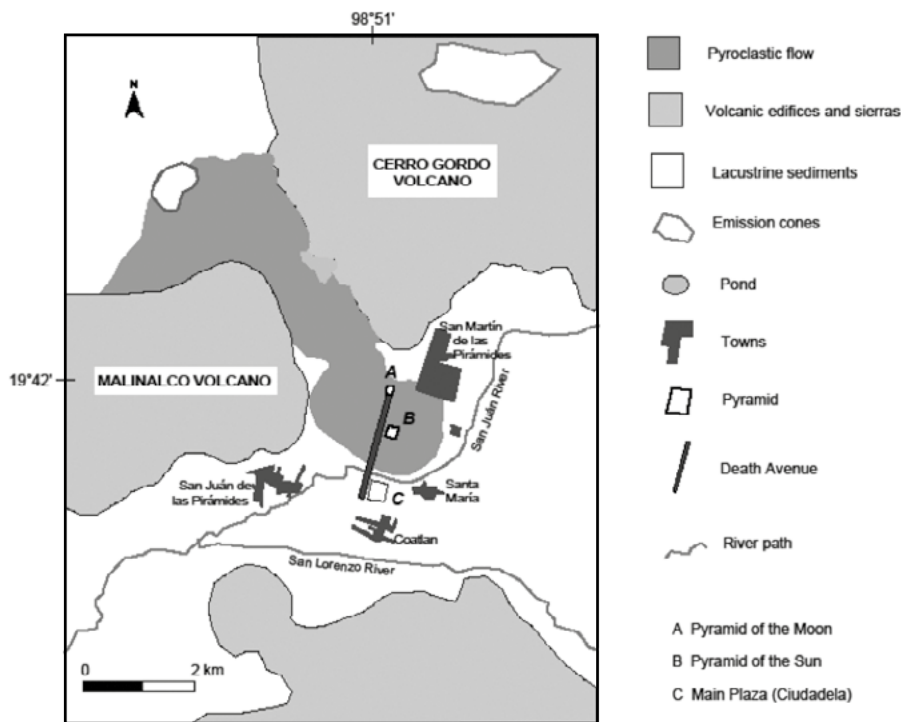 98°51'
N
CERRO GORDO
VOLCANO
San Martín
de las
Pirámides
19°42'
MALINALCO VOLCANO
A
B
San Juán River
San Juán de
las Pirámides
C
Santa
María
Coatlan
San Lorenzo River
0 2 km
Pyroclastic flow
Volcanic edifices and sierras
Lacustrine sediments
Emission cones
Pond
Towns
Pyramid
Death Avenue
River path
A Pyramid of the Moon
B Pyramid of the Sun
C Main Plaza (Ciudadela)